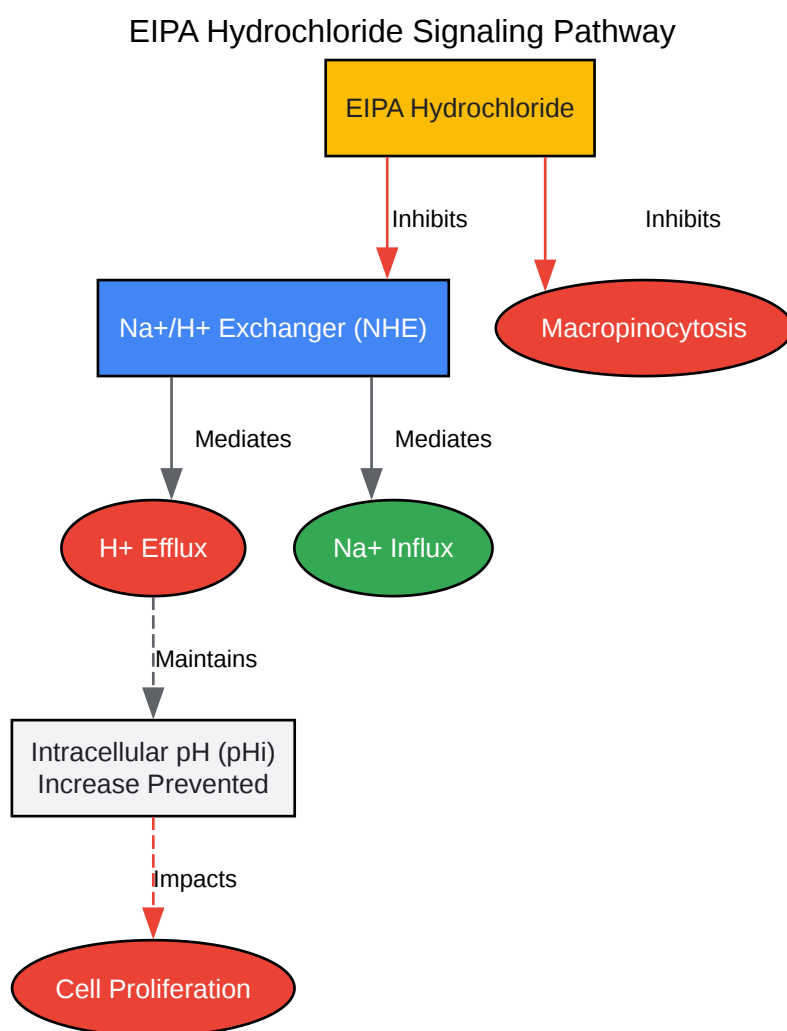 EIPA Hydrochloride Signaling Pathway
EIPA Hydrochloride
Inhibits
Inhibits
Na+/H+ Exchanger (NHE)
Macropinocytosis
Mediates
Mediates
H+ Efflux
Na+ Influx
Maintains
Intracellular pH (pHi)
Increase Prevented
Impacts
Cell Proliferation